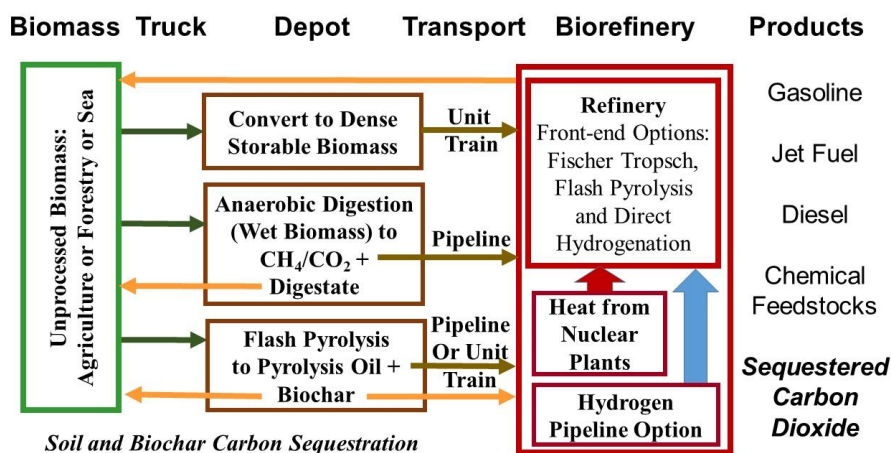 Biomass Truck Depot Transport Biorefinery Products
Unprocessed Biomass:
Agriculture or Forestry or Sea
Convert to Dense
Storable Biomass
Unit
Train
Anaerobic Digestion
(Wet Biomass) to
CH₄/CO₂ +
Digestate
Pipeline
Flash Pyrolysis
to Pyrolysis Oil +
Biochar
Pipeline
Or Unit
Train
Soil and Biochar Carbon Sequestration
Refinery
Front-end Options:
Fischer Tropsch,
Flash Pyrolysis
and Direct
Hydrogenation
Heat from
Nuclear
Plants
Hydrogen
Pipeline Option
Gasoline
Jet Fuel
Diesel
Chemical
Feedstocks
Sequestered
Carbon
Dioxide